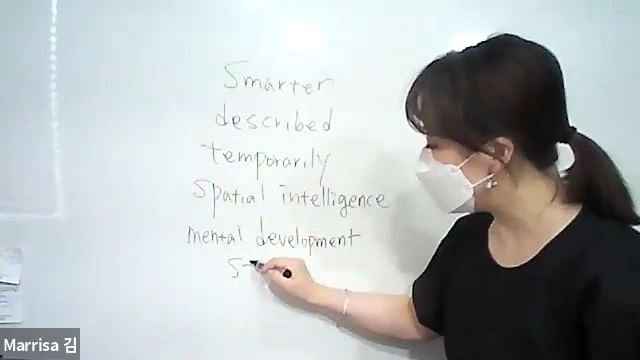 Smarter
described
temporarily
Spatial intelligence
mental development
S
Marrisa 김